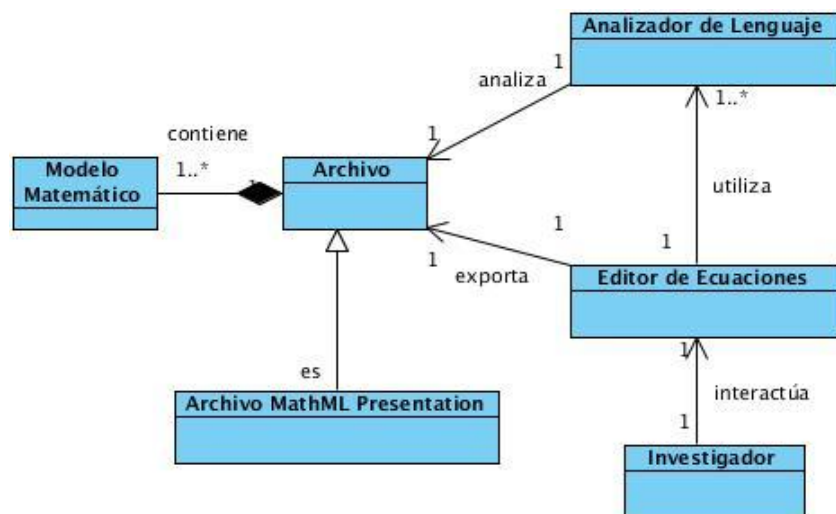 Analizador de Lenguaje
1
analiza
1
1..*
contiene
1..*
1
Modelo
Matemático
Archivo
utiliza
1
1
1
exporta
Editor de Ecuaciones
1
interactúa
1
es
Archivo MathML Presentation
Investigador